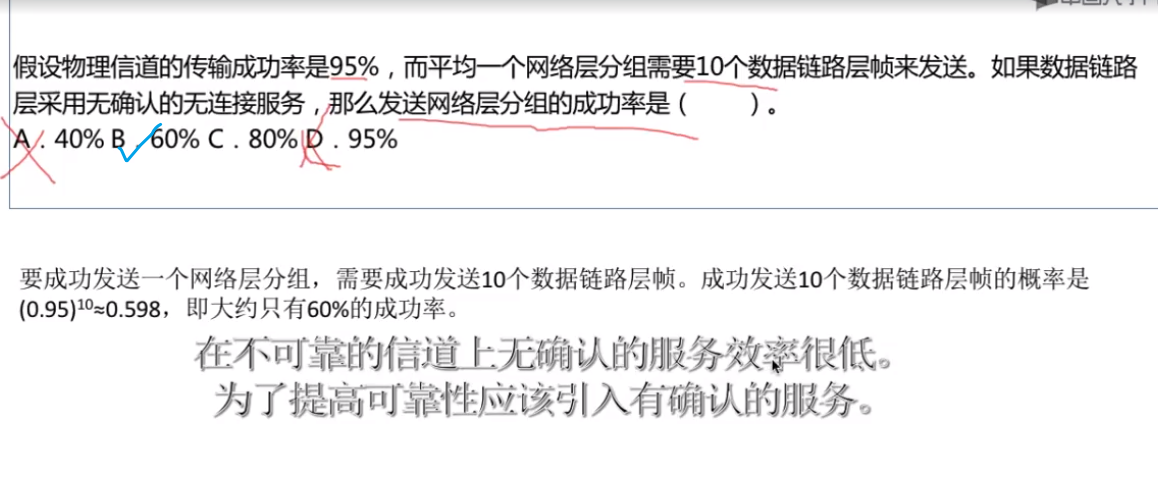 假设物理信道的传输成功率是95%，而平均一个网络层分组需要10个数据链路层帧来发送。如果数据链路
层采用无确认的无连接服务，那么发送网络层分组的成功率是（　　）。
A．40% B．60% C．80% D．95%
要成功发送一个网络层分组，需要成功发送10个数据链路层帧。成功发送10个数据链路层帧的概率是
(0.95)¹⁰≈0.598，即大约只有60%的成功率。
在不可靠的信道上无确认的服务效率很低。
为了提高可靠性应该引入有确认的服务。